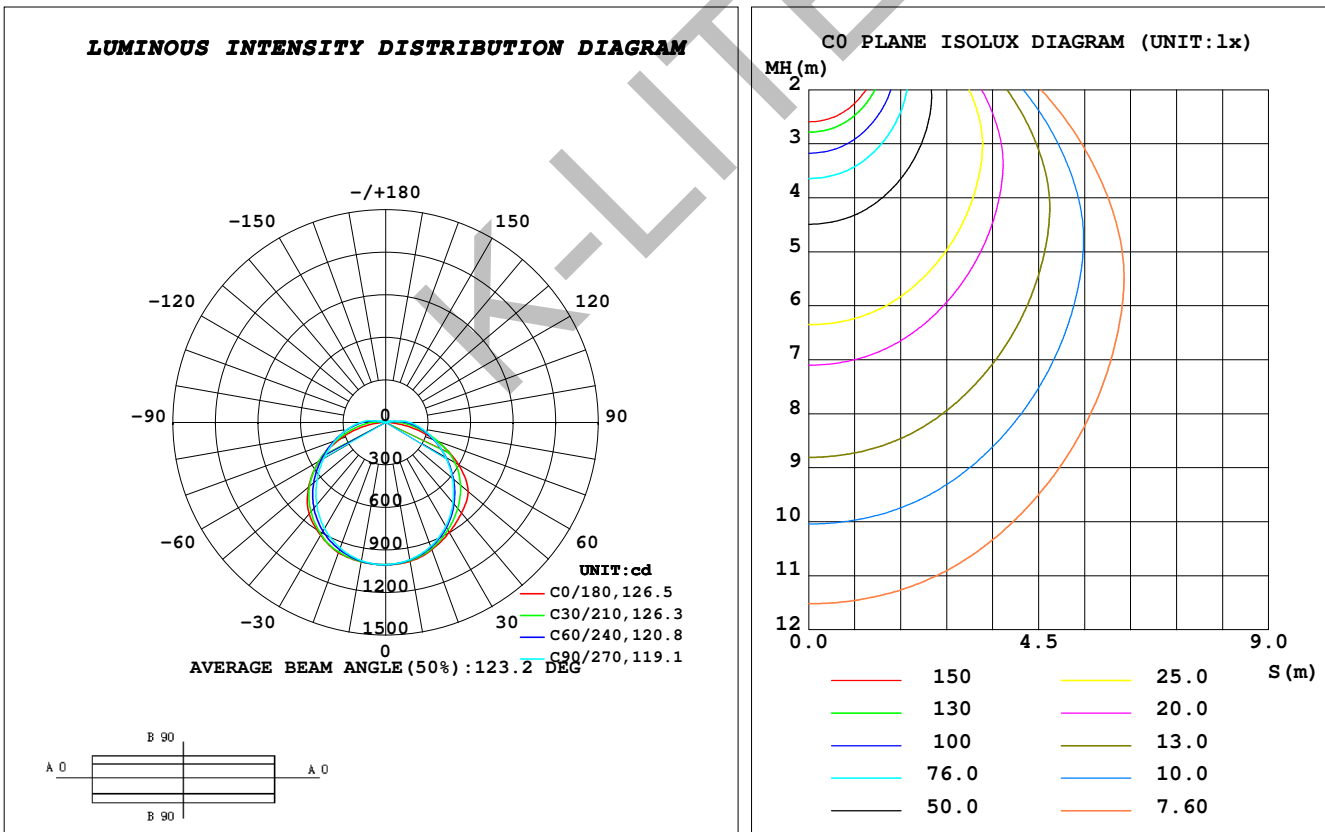 LUMINOUS INTENSITY DISTRIBUTION DIAGRAM
-/+180
-150 150
-120 120
-90 0 90
300
600
-60 60
900
1200
-30 30
1500
0
UNIT:cd
C0/180,126.5
C30/210,126.3
C60/240,120.8
C90/270,119.1
AVERAGE BEAM ANGLE(50%):123.2 DEG
B 90
A 0 A 0
B 90
C0 PLANE ISOLUX DIAGRAM (UNIT:lx)
MH(m)
2
3
4
5
6
7
8
9
10
11
12
0.0 4.5 9.0
S(m)
150 25.0
130 20.0
100 13.0
76.0 10.0
50.0 7.60
K-LITE